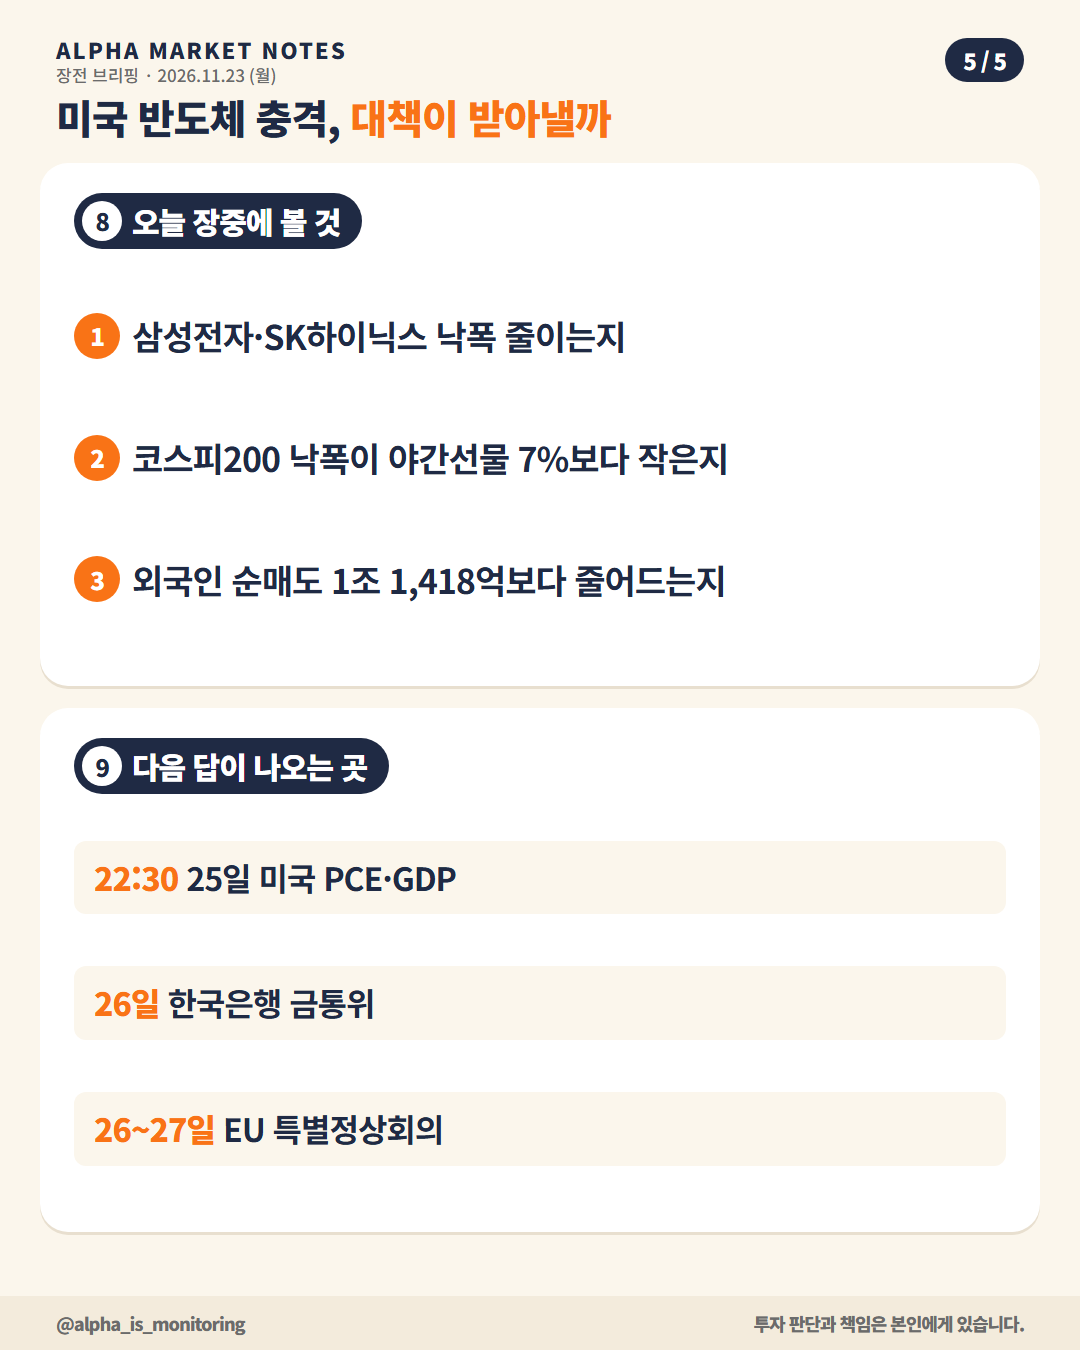 ALPHA MARKET NOTES
장전 브리핑 · 2026.11.23 (월)
5 / 5
미국 반도체 충격, 대책이 받아낼까
8 오늘 장중에 볼 것
1 삼성전자·SK하이닉스 낙폭 줄이는지
2 코스피200 낙폭이 야간선물 7%보다 작은지
3 외국인 순매도 1조 1,418억보다 줄어드는지
9 다음 답이 나오는 곳
22:30 25일 미국 PCE·GDP
26일 한국은행 금통위
26~27일 EU 특별정상회의
@alpha_is_monitoring
투자 판단과 책임은 본인에게 있습니다.